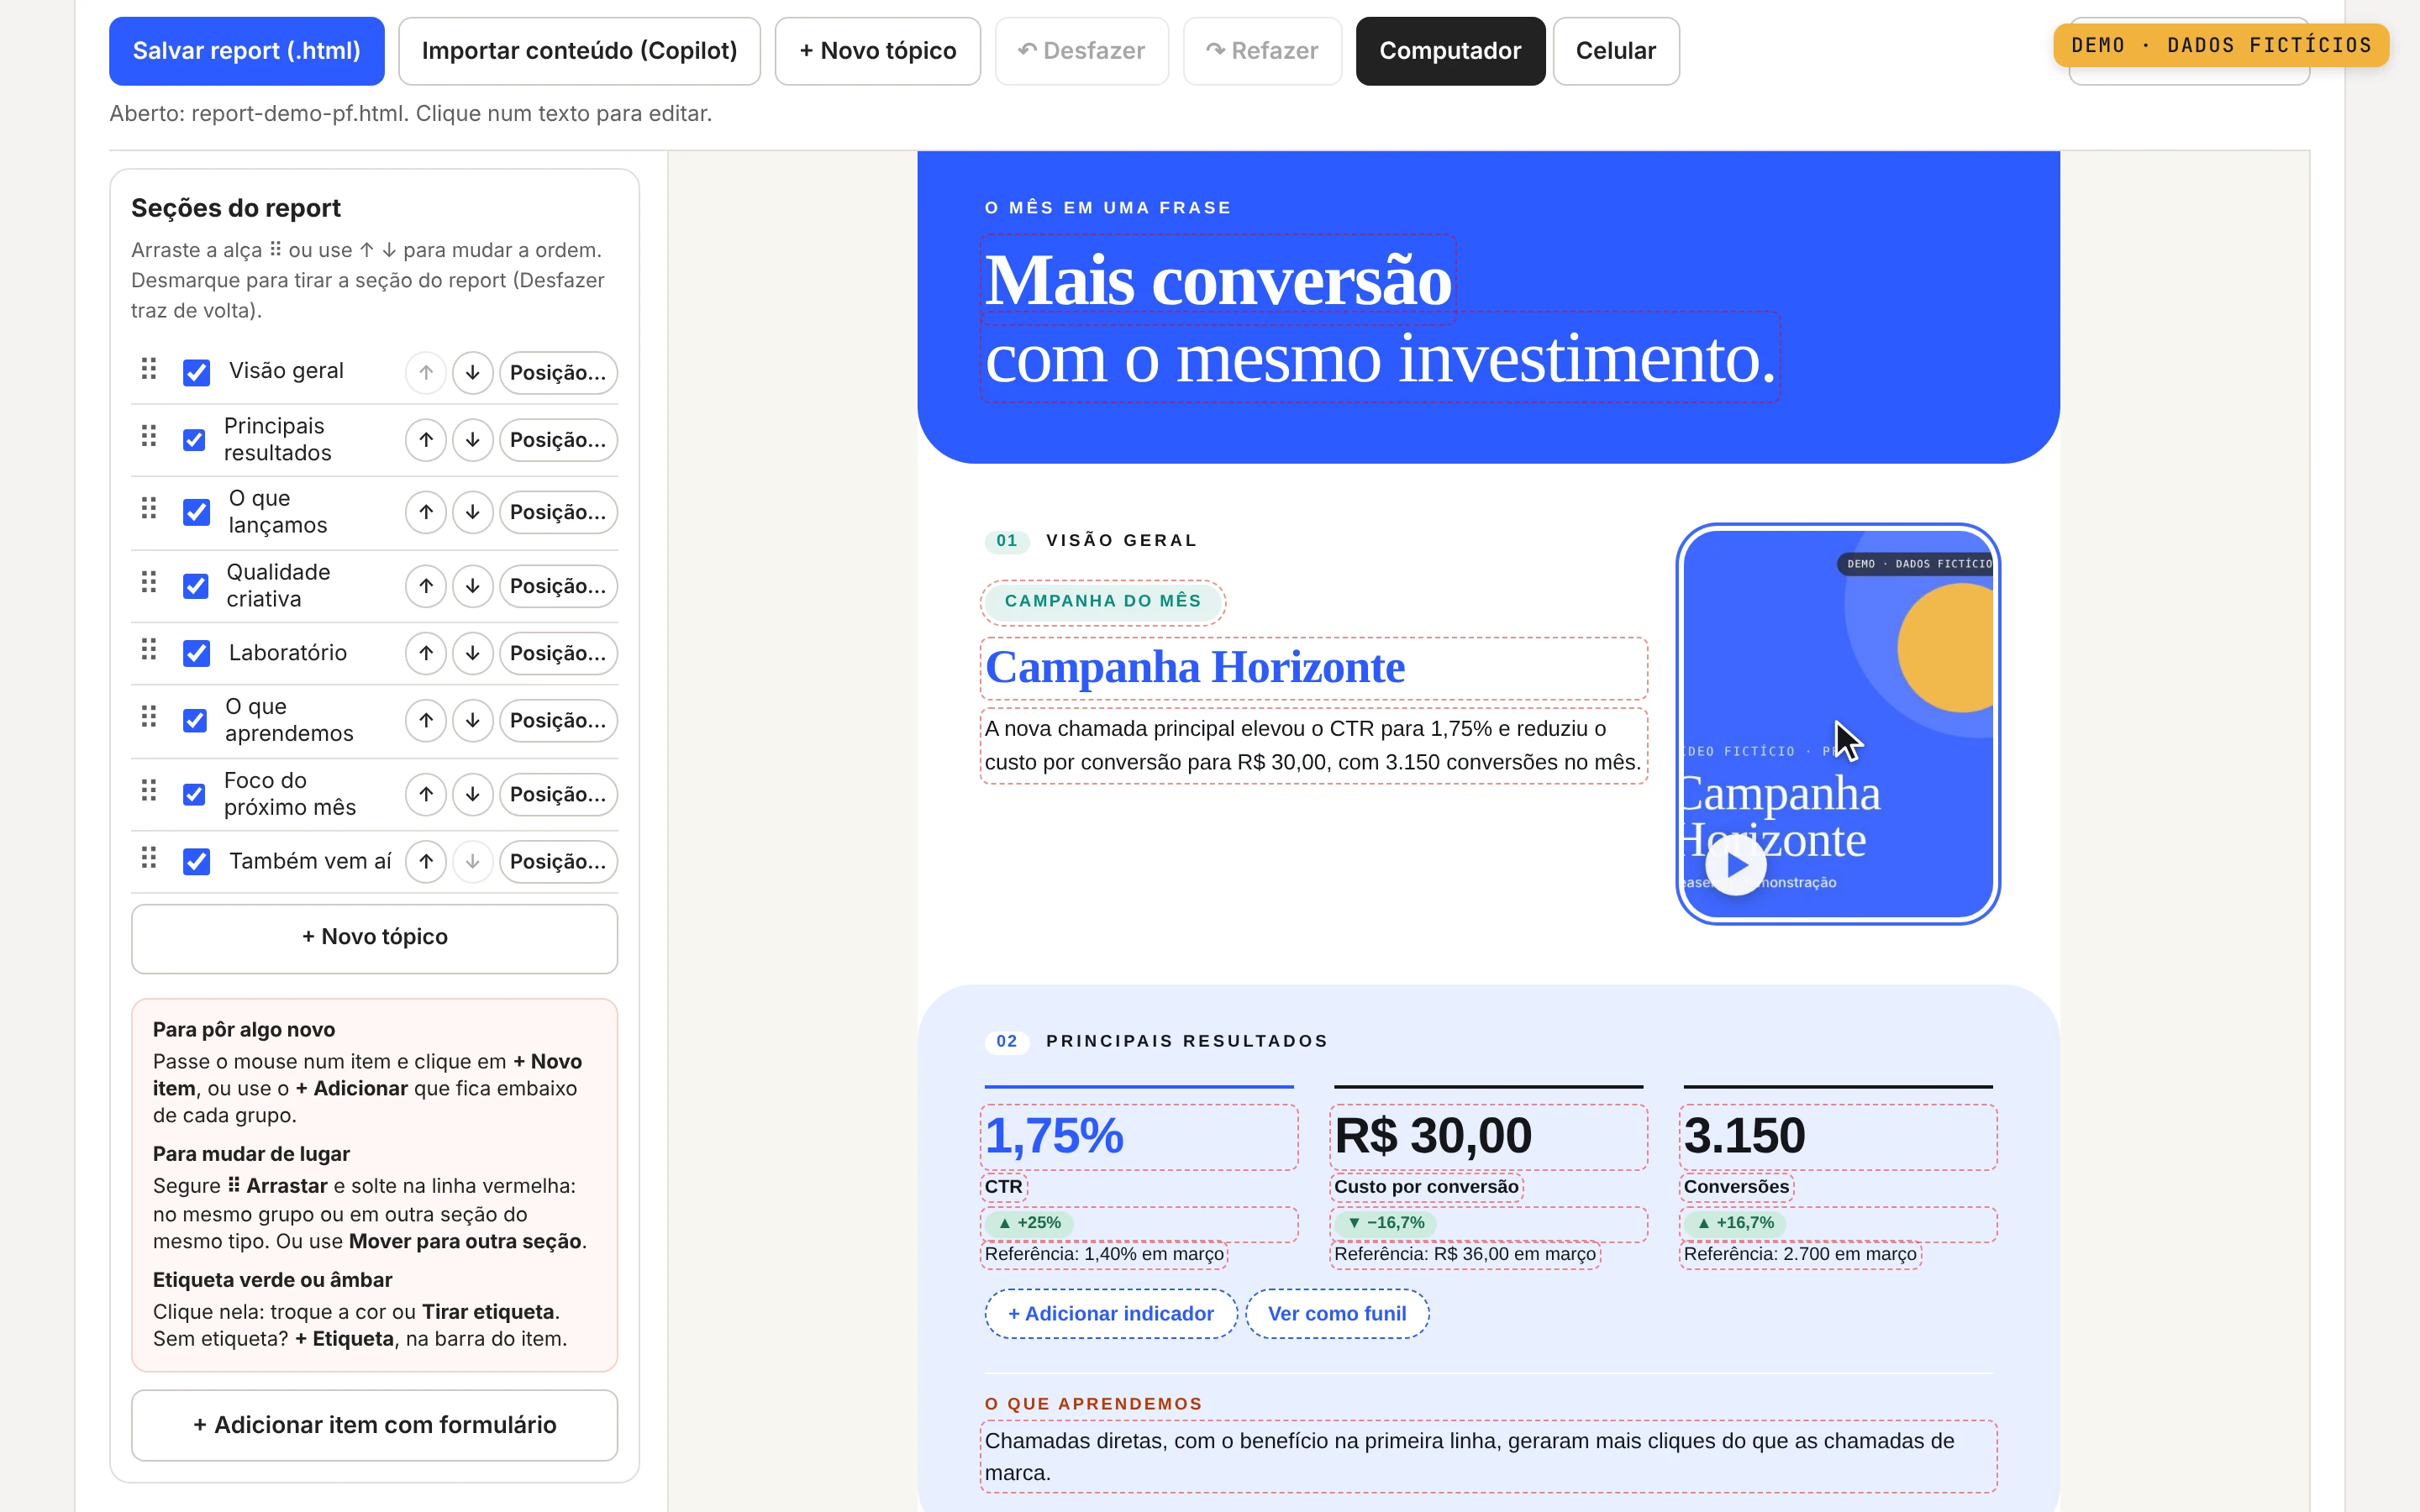 Salvar report (.html)
Importar conteúdo (Copilot)
+ Novo tópico
↶ Desfazer
↷ Refazer
Computador
Celular
DEMO · DADOS FICTÍCIOS
Aberto: report-demo-pf.html. Clique num texto para editar.
Seções do report
Arraste a alça ⠿ ou use ↑ ↓ para mudar a ordem.
Desmarque para tirar a seção do report (Desfazer
traz de volta).
Visão geral
↑ ↓ Posição...
Principais
resultados
↑ ↓ Posição...
O que
lançamos
↑ ↓ Posição...
Qualidade
criativa
↑ ↓ Posição...
Laboratório
↑ ↓ Posição...
O que
aprendemos
↑ ↓ Posição...
Foco do
próximo mês
↑ ↓ Posição...
Também vem aí
↑ ↓ Posição...
+ Novo tópico
Para pôr algo novo
Passe o mouse num item e clique em + Novo
item, ou use o + Adicionar que fica embaixo
de cada grupo.
Para mudar de lugar
Segure ⠿ Arrastar e solte na linha vermelha:
no mesmo grupo ou em outra seção do
mesmo tipo. Ou use Mover para outra seção.
Etiqueta verde ou âmbar
Clique nela: troque a cor ou Tirar etiqueta.
Sem etiqueta? + Etiqueta, na barra do item.
+ Adicionar item com formulário
O MÊS EM UMA FRASE
Mais conversão
com o mesmo investimento.
01 VISÃO GERAL
CAMPANHA DO MÊS
Campanha Horizonte
A nova chamada principal elevou o CTR para 1,75% e reduziu o
custo por conversão para R$ 30,00, com 3.150 conversões no mês.
DEMO · DADOS FICTÍCIO
FICTÍCIO ·
Campanha
Horizonte
02 PRINCIPAIS RESULTADOS
1,75%
CTR
▲ +25%
Referência: 1,40% em março
R$ 30,00
Custo por conversão
▼ −16,7%
Referência: R$ 36,00 em março
3.150
Conversões
▲ +16,7%
Referência: 2.700 em março
+ Adicionar indicador
Ver como funil
O QUE APRENDEMOS
Chamadas diretas, com o benefício na primeira linha, geraram mais cliques do que as chamadas de
marca.